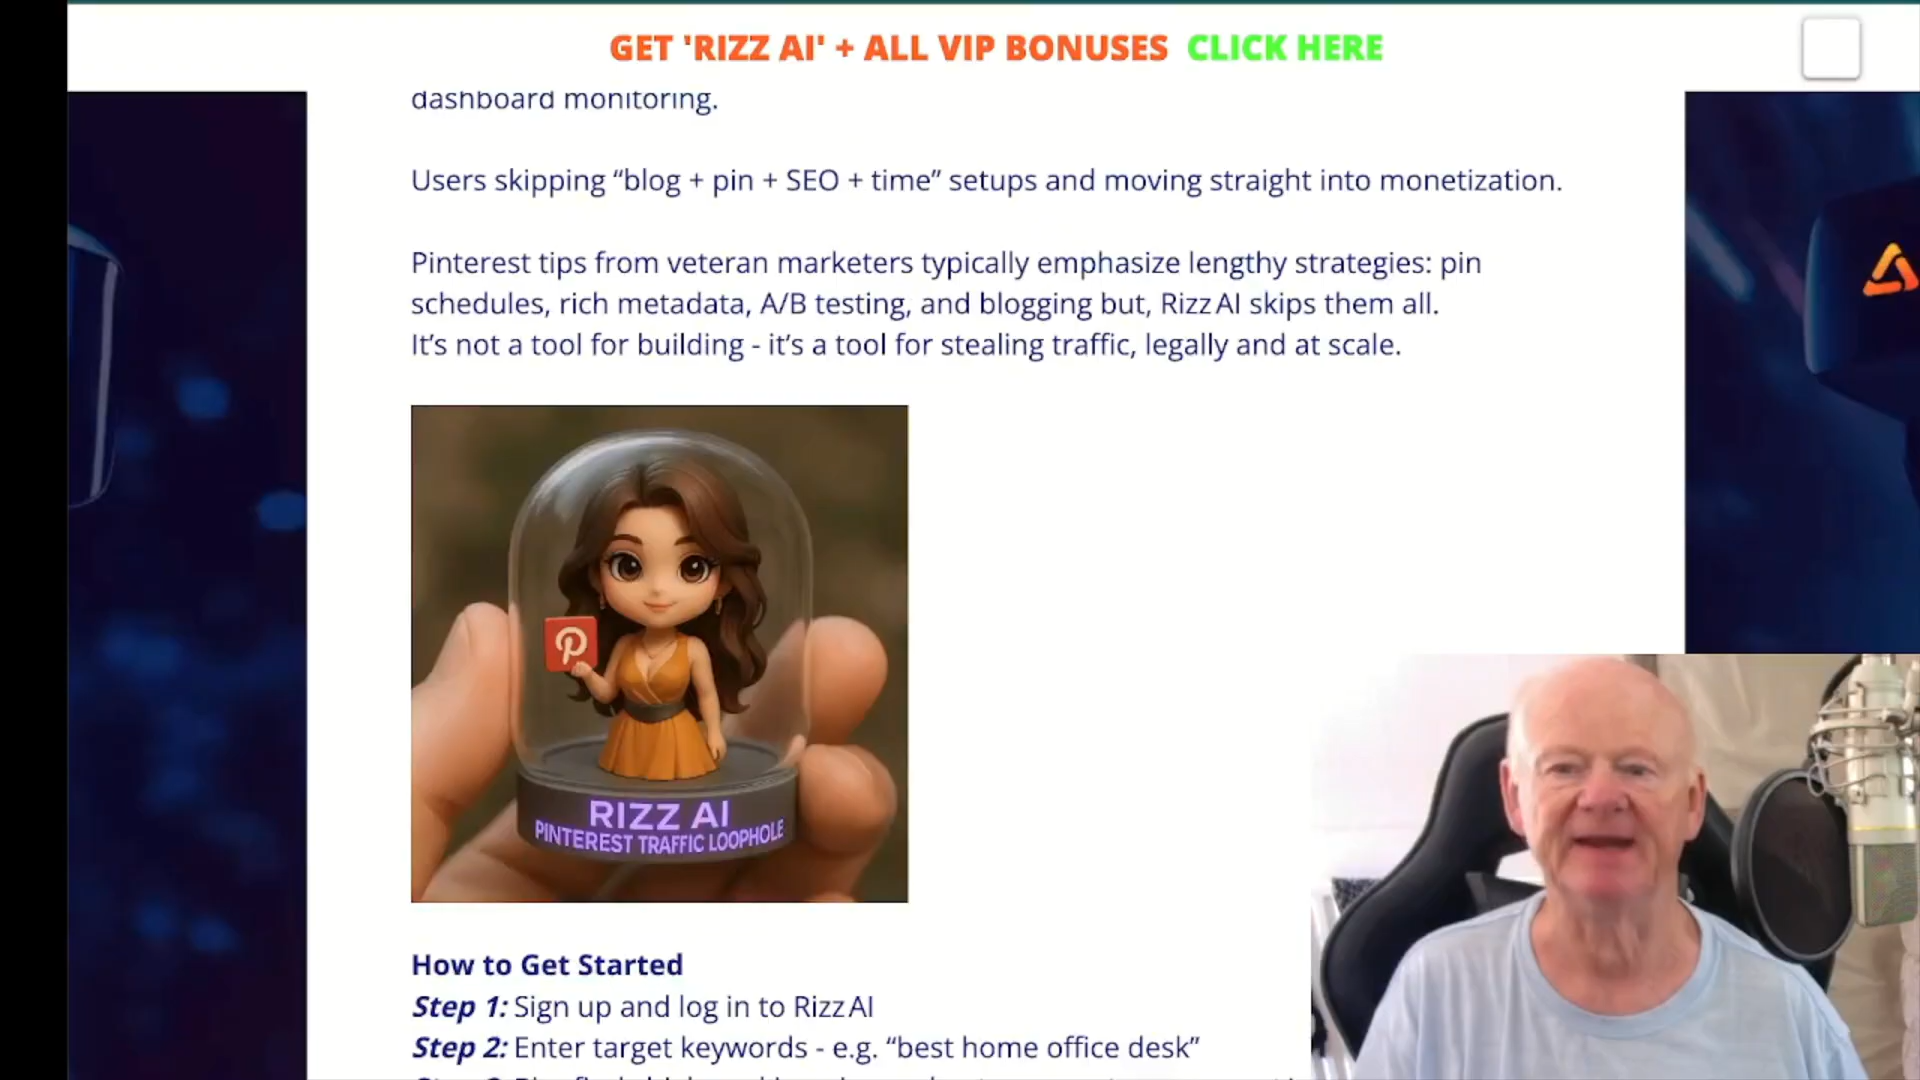 GET 'RIZZ AI' + ALL VIP BONUSES CLICK HERE
dashboard monitoring.
Users skipping “blog + pin + SEO + time” setups and moving straight into monetization.
Pinterest tips from veteran marketers typically emphasize lengthy strategies: pin
schedules, rich metadata, A/B testing, and blogging but, Rizz AI skips them all.
It’s not a tool for building - it’s a tool for stealing traffic, legally and at scale.
RIZZ AI
PINTEREST TRAFFIC LOOPHOLE
How to Get Started
Step 1: Sign up and log in to Rizz AI
Step 2: Enter target keywords - e.g. “best home office desk”